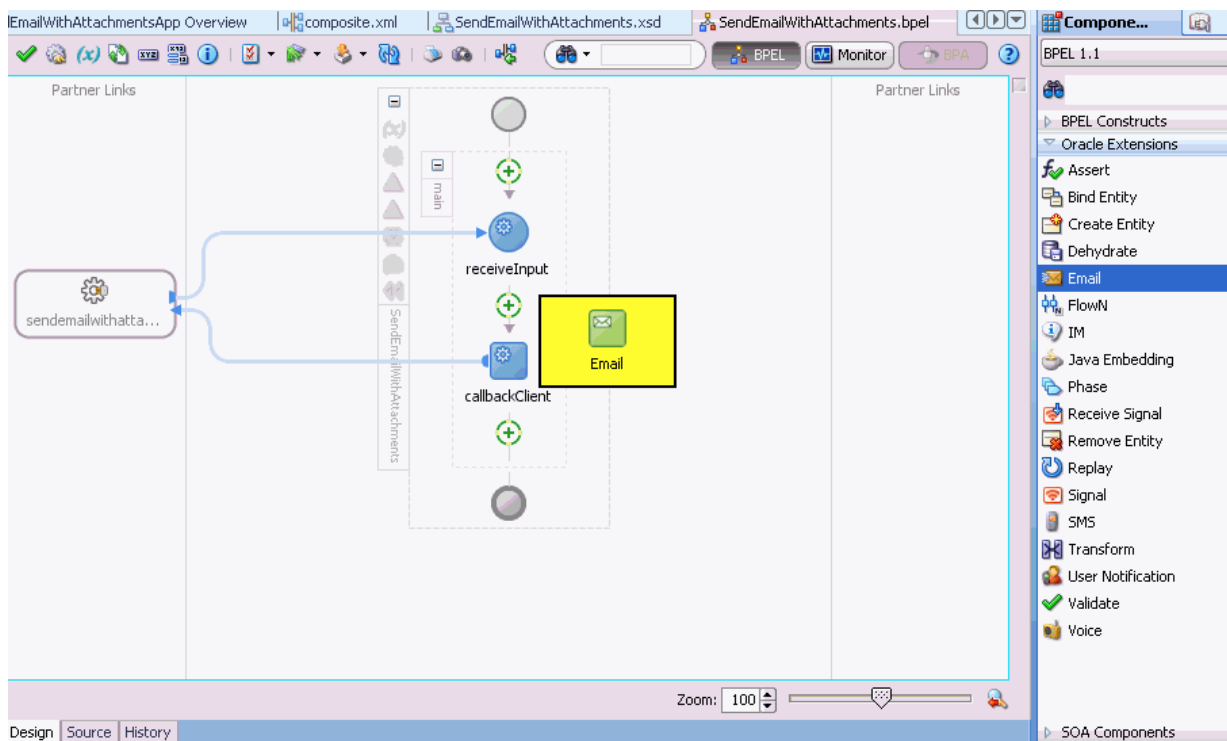 EmailWithAttachmentsApp Overview
composite.xml
SendEmailWithAttachments.xsd
SendEmailWithAttachments.bpel
Compone...
(x)
XYZ
BPEL
Monitor
BPA
BPEL 1.1
Partner Links
Partner Links
BPEL Constructs
Oracle Extensions
Assert
Bind Entity
Create Entity
Dehydrate
Email
FlowN
IM
Java Embedding
Phase
Receive Signal
Remove Entity
Replay
Signal
SMS
Transform
User Notification
Validate
Voice
main
receiveInput
sendemailwithatta...
SendEmailWithAttachments
Email
callbackClient
Zoom: 100
Design Source History
SOA Components